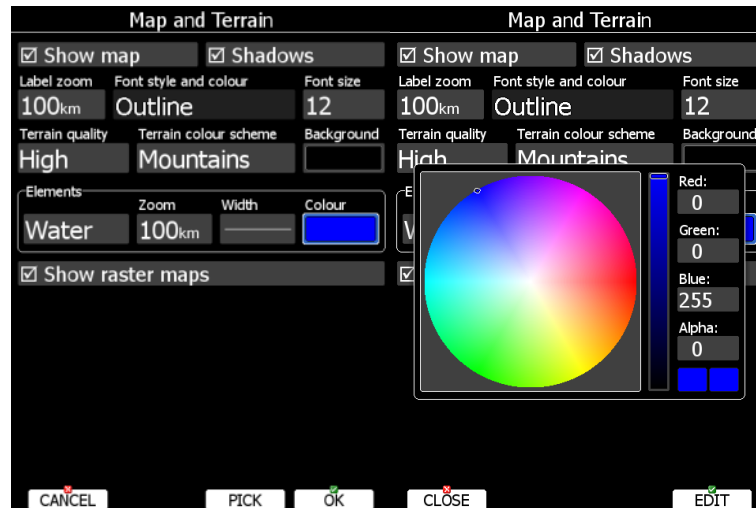 Map and Terrain
Show map Shadows
Label zoom Font style and colour Font size
100km Outline 12
Terrain quality Terrain colour scheme Background
High Mountains
Elements
Zoom Width Colour
Water 100km
Show raster maps
CANCEL PICK OK
Map and Terrain
Show map Shadows
Label zoom Font style and colour Font size
100km Outline 12
Terrain quality Terrain colour scheme Background
High Mountains
Red:
0
Green:
0
Blue:
255
Alpha:
0
CLOSE EDIT